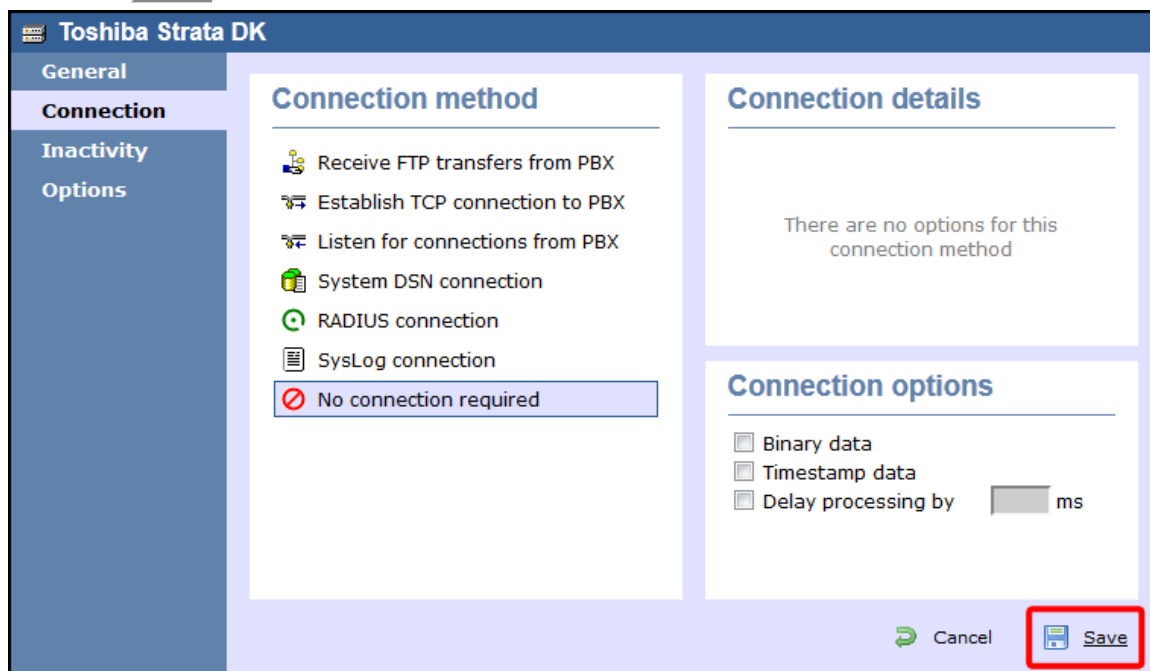 Toshiba Strata DK
General
Connection
Inactivity
Options
Connection method
Receive FTP transfers from PBX
Establish TCP connection to PBX
Listen for connections from PBX
System DSN connection
RADIUS connection
SysLog connection
No connection required
Connection details
There are no options for this
connection method
Connection options
Binary data
Timestamp data
Delay processing by ms
Cancel
Save